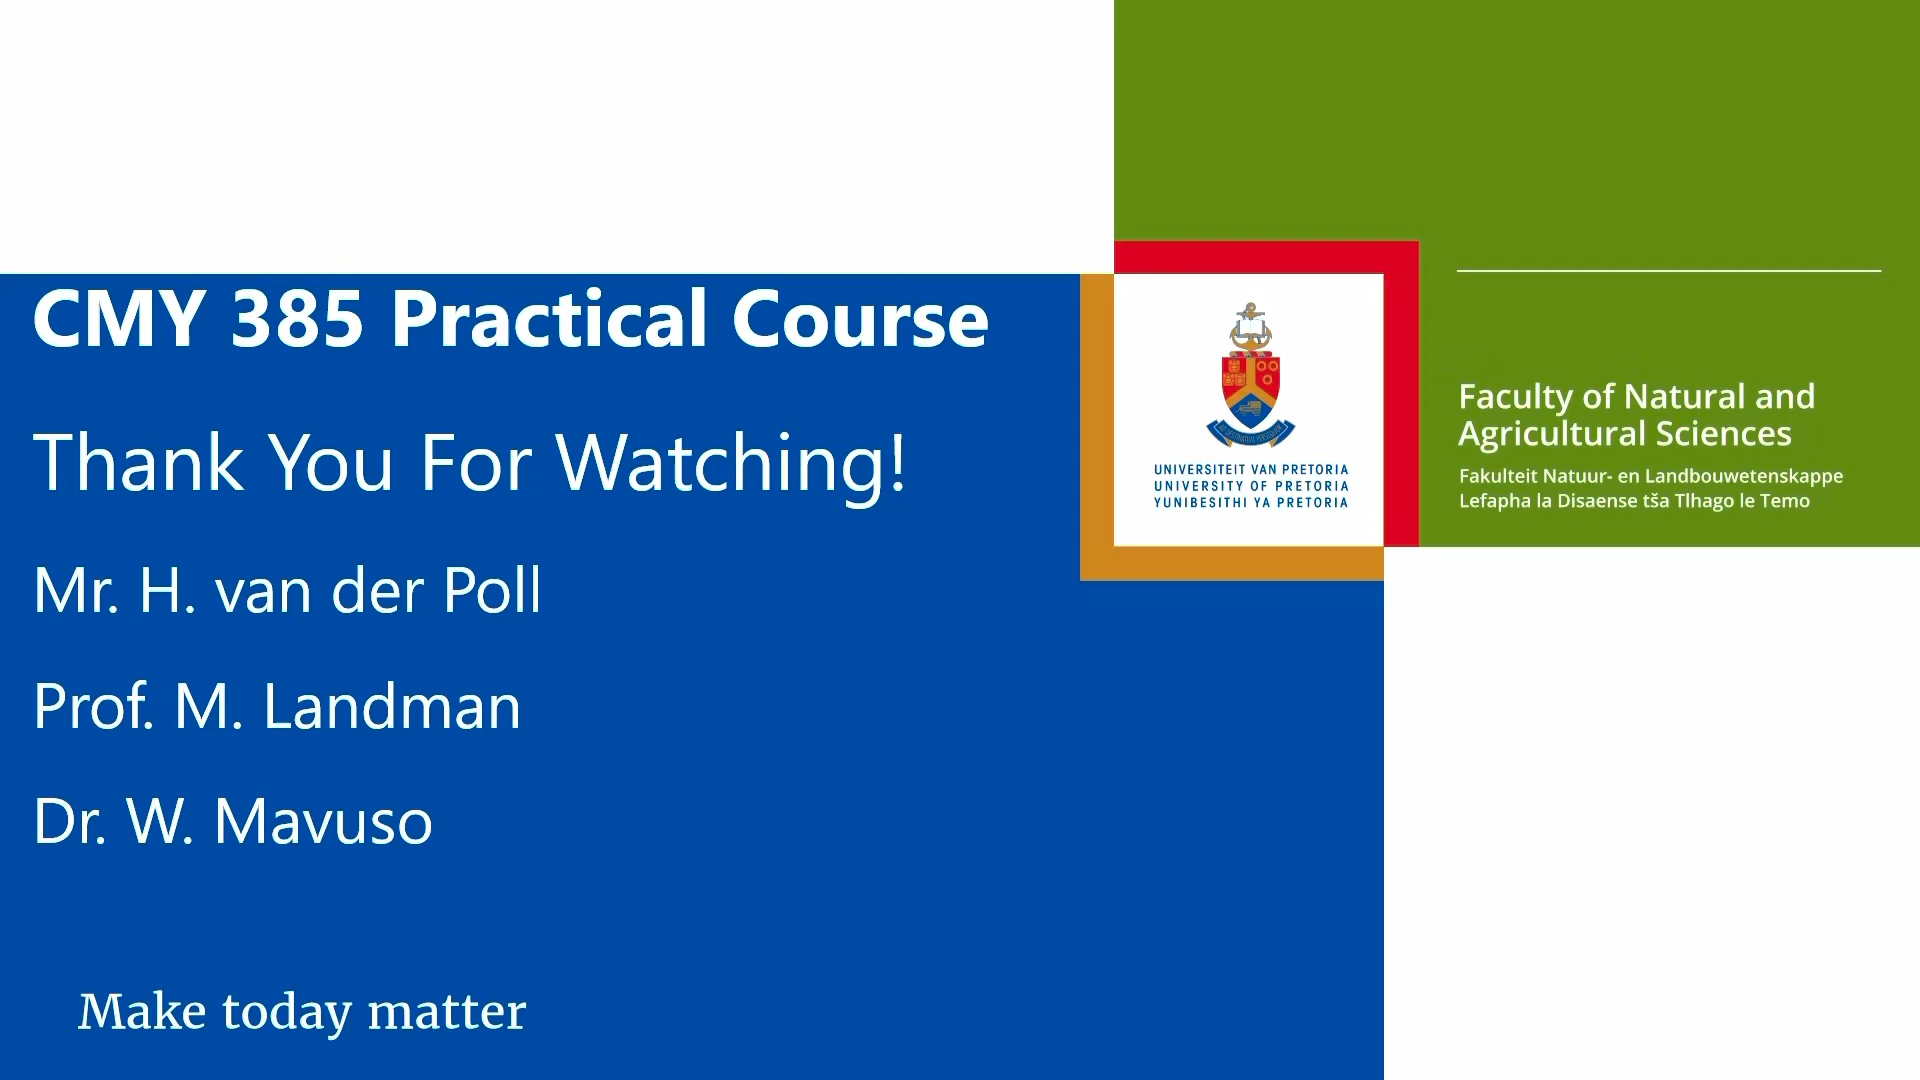 CMY 385 Practical Course
Thank You For Watching!
Mr. H. van der Poll
Prof. M. Landman
Dr. W. Mavuso
Make today matter
UNIVERSITEIT VAN PRETORIA
UNIVERSITY OF PRETORIA
YUNIBESITHI YA PRETORIA
Faculty of Natural and
Agricultural Sciences
Fakulteit Natuur- en Landbouwetenskappe
Lefapha la Disaense tša Tlhago le Temo